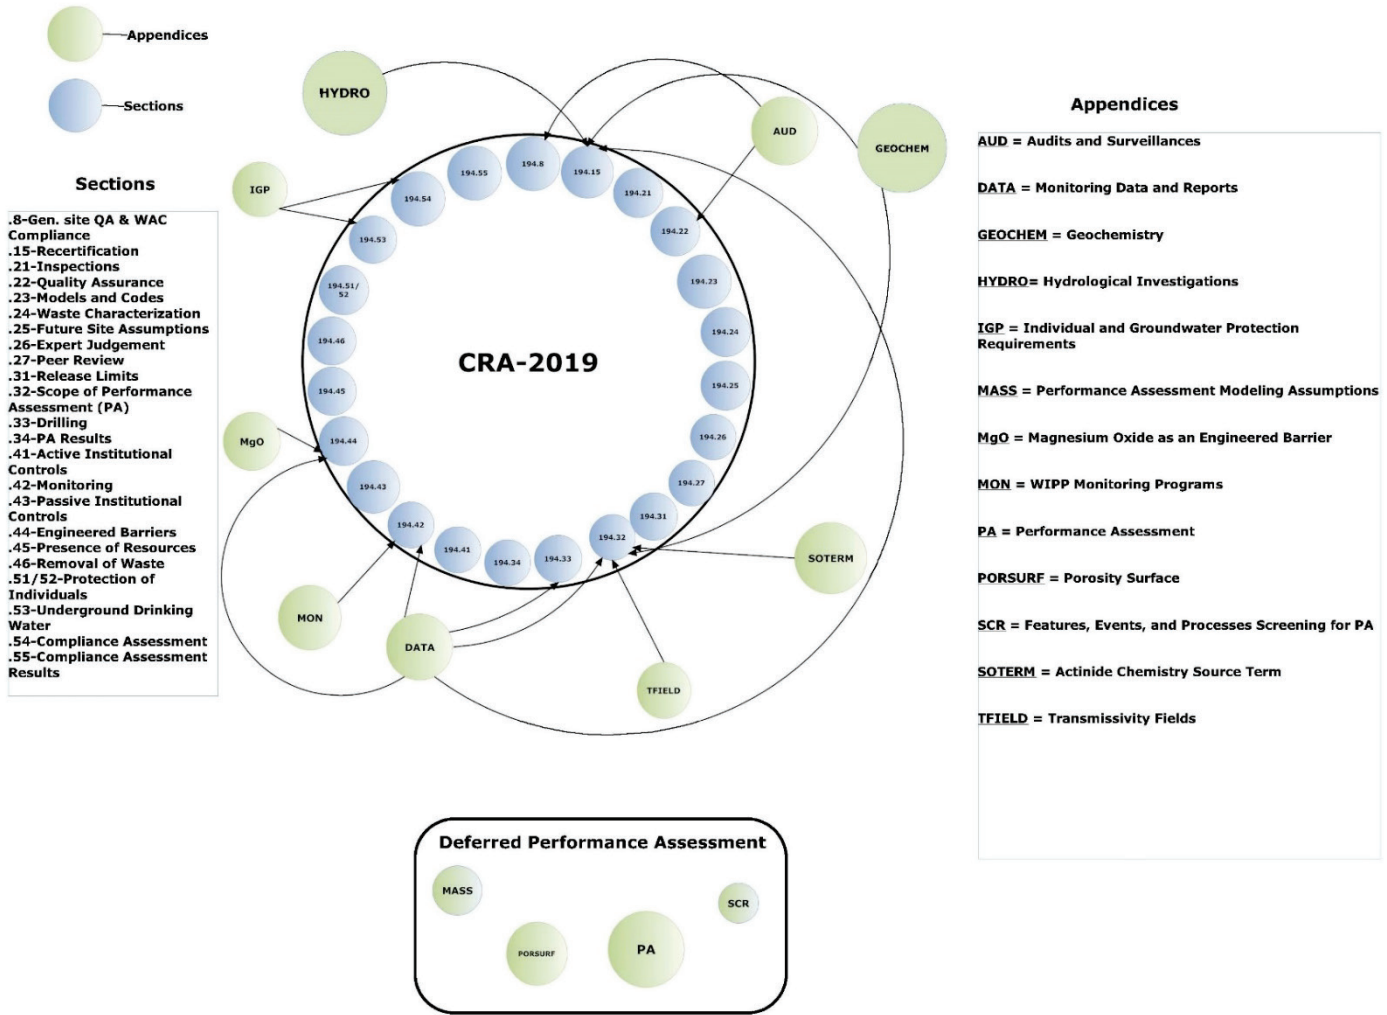 Appendices
Sections
Sections
.8-Gen. site QA & WAC
Compliance
.15-Recertification
.21-Inspections
.22-Quality Assurance
.23-Models and Codes
.24-Waste Characterization
.25-Future Site Assumptions
.26-Expert Judgement
.27-Peer Review
.31-Release Limits
.32-Scope of Performance
Assessment (PA)
.33-Drilling
.34-PA Results
.41-Active Institutional
Controls
.42-Monitoring
.43-Passive Institutional
Controls
.44-Engineered Barriers
.45-Presence of Resources
.46-Removal of Waste
.51/52-Protection of
Individuals
.53-Underground Drinking
Water
.54-Compliance Assessment
.55-Compliance Assessment
Results
HYDRO
AUD
GEOCHEM
IGP
MgO
MON
DATA
TFIELD
SOTERM
194.8
194.15
194.21
194.22
194.23
194.24
194.25
194.26
194.27
194.31
194.32
194.33
194.34
194.41
194.42
194.43
194.44
194.45
194.46
194.51/
52
194.53
194.54
194.55
CRA-2019
Appendices
AUD = Audits and Surveillances
DATA = Monitoring Data and Reports
GEOCHEM = Geochemistry
HYDRO= Hydrological Investigations
IGP = Individual and Groundwater Protection
Requirements
MASS = Performance Assessment Modeling Assumptions
MgO = Magnesium Oxide as an Engineered Barrier
MON = WIPP Monitoring Programs
PA = Performance Assessment
PORSURF = Porosity Surface
SCR = Features, Events, and Processes Screening for PA
SOTERM = Actinide Chemistry Source Term
TFIELD = Transmissivity Fields
Deferred Performance Assessment
MASS
PORSURF
PA
SCR